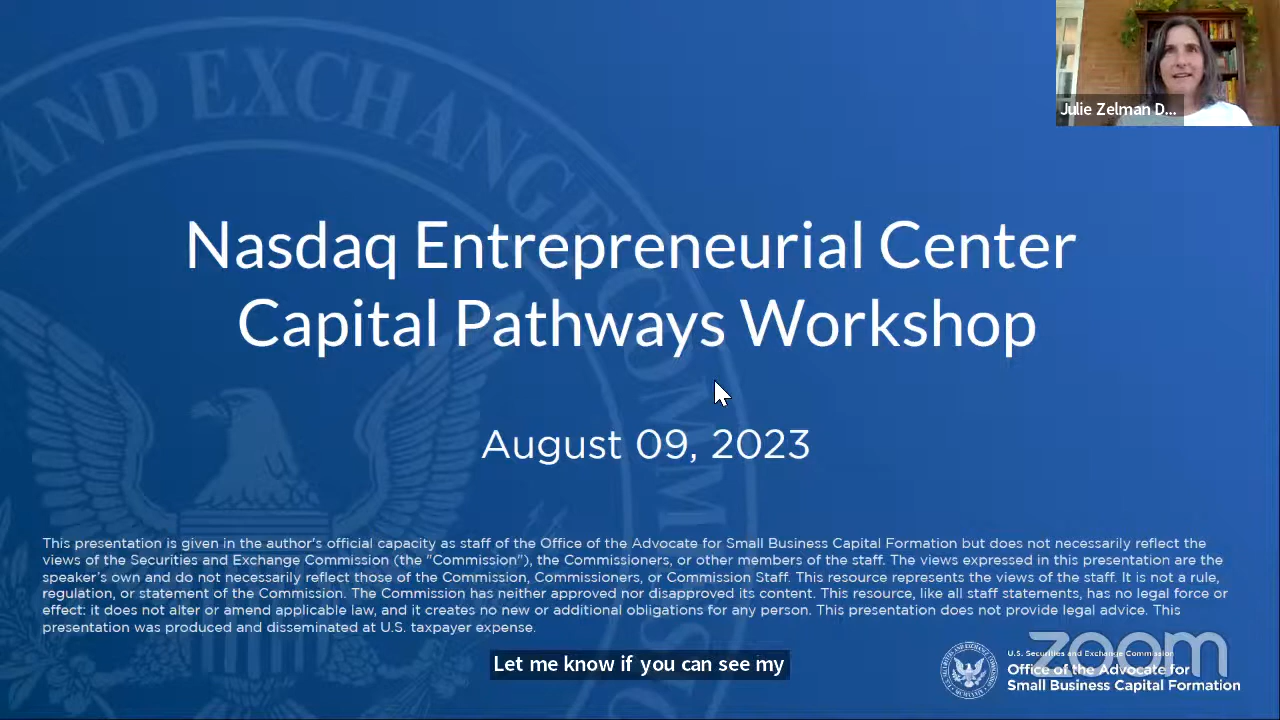 AND EXCHANGE COMM
Julie Zelman D...
Nasdaq Entrepreneurial Center
Capital Pathways Workshop
August 09, 2023
This presentation is given in the author's official capacity as staff of the Office of the Advocate for Small Business Capital Formation but does not necessarily reflect the
views of the Securities and Exchange Commission (the "Commission"), the Commissioners, or other members of the staff. The views expressed in this presentation are the
speaker's own and do not necessarily reflect those of the Commission, Commissioners, or Commission Staff. This resource represents the views of the staff. It is not a rule,
regulation, or statement of the Commission. The Commission has neither approved nor disapproved its content. This resource, like all staff statements, has no legal force or
effect: it does not alter or amend applicable law, and it creates no new or additional obligations for any person. This presentation does not provide legal advice. This
presentation was produced and disseminated at U.S. taxpayer expense.
Let me know if you can see my
zoom
U.S. Securities and Exchange Commission
Office of the Advocate for
Small Business Capital Formation